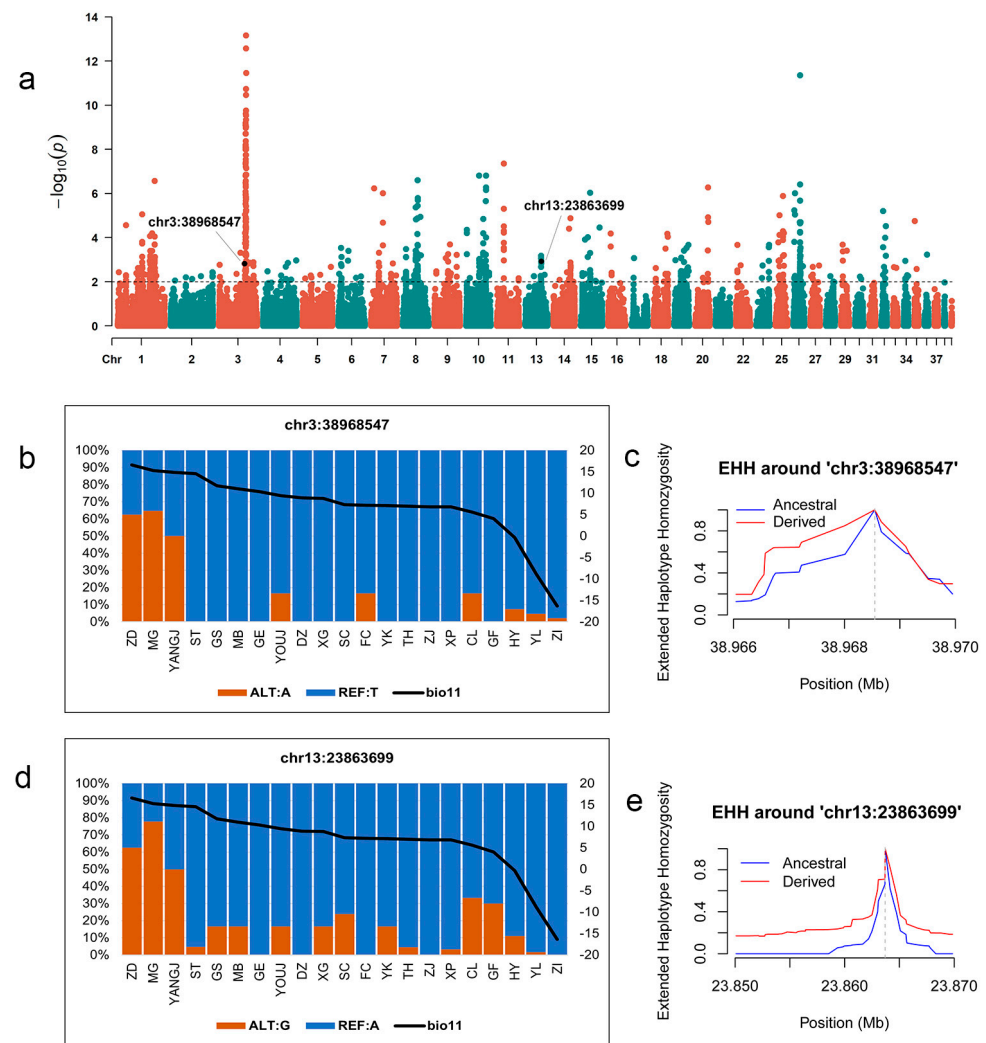 a
14
12
10
8
6
4
2
0
−log10(p)
chr3:38968547
chr13:23863699
Chr 1 2 3 4 5 6 7 8 9 10 11 13 14 15 16 18 20 22 25 27 29 31 34 37
b
chr3:38968547
100%
90%
80%
70%
60%
50%
40%
30%
20%
10%
0%
20
15
10
5
0
-5
-10
-15
-20
ZD MG YANGJ ST GS MB GE YOUJ DZ XG SC FC YK TH ZJ XP CL GF HY YL ZI
ALT:A REF:T bio11
c
EHH around 'chr3:38968547'
Extended Haplotype Homozygosity
Ancestral
Derived
0.8
0.4
0.0
38.966 38.968 38.970
Position (Mb)
d
chr13:23863699
100%
90%
80%
70%
60%
50%
40%
30%
20%
10%
0%
20
15
10
5
0
-5
-10
-15
-20
ZD MG YANGJ ST GS MB GE YOUJ DZ XG SC FC YK TH ZJ XP CL GF HY YL ZI
ALT:G REF:A bio11
e
EHH around 'chr13:23863699'
Extended Haplotype Homozygosity
Ancestral
Derived
0.8
0.4
0.0
23.850 23.860 23.870
Position (Mb)